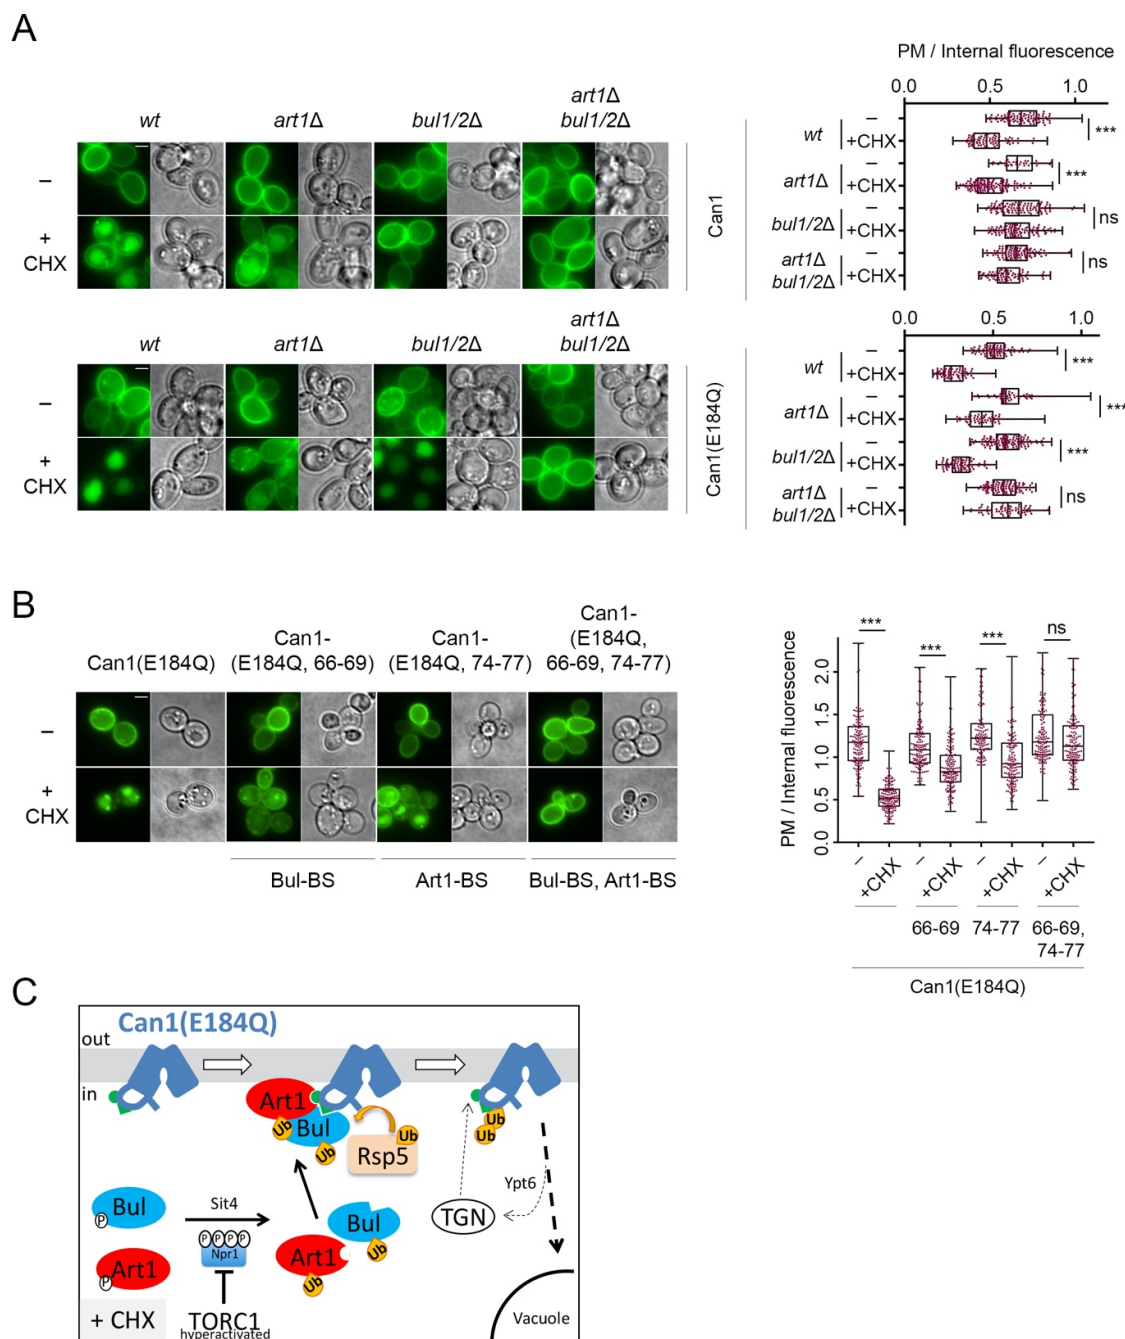 A
wt
art1Δ
bul1/2Δ
art1Δ
bul1/2Δ
–
+
CHX
Can1
PM / Internal fluorescence
0.0
0.5
1.0
wt
–
+CHX
***
art1Δ
–
+CHX
***
bul1/2Δ
–
+CHX
ns
art1Δ
bul1/2Δ
–
+CHX
ns
wt
art1Δ
bul1/2Δ
art1Δ
bul1/2Δ
–
+
CHX
Can1(E184Q)
0.0
0.5
1.0
wt
–
+CHX
***
art1Δ
–
+CHX
***
bul1/2Δ
–
+CHX
***
art1Δ
bul1/2Δ
–
+CHX
ns
B
Can1(E184Q)
Can1-
(E184Q, 66-69)
Can1-
(E184Q, 74-77)
Can1-
(E184Q,
66-69, 74-77)
–
+
CHX
Bul-BS
Art1-BS
Bul-BS, Art1-BS
PM / Internal fluorescence
2.0
1.5
1.0
0.5
0.0
***
***
***
ns
–
+CHX
–
+CHX
–
+CHX
–
+CHX
66-69
74-77
66-69,
74-77
Can1(E184Q)
C
Can1(E184Q)
out
in
Art1
Bul
Ub
Ub
Ub
Rsp5
Ub
Ub
Ypt6
TGN
Bul
P
Sit4
P P P P
Npr1
Art1
P
Bul
Ub
Art1
Ub
+ CHX
TORC1
hyperactivated
Vacuole